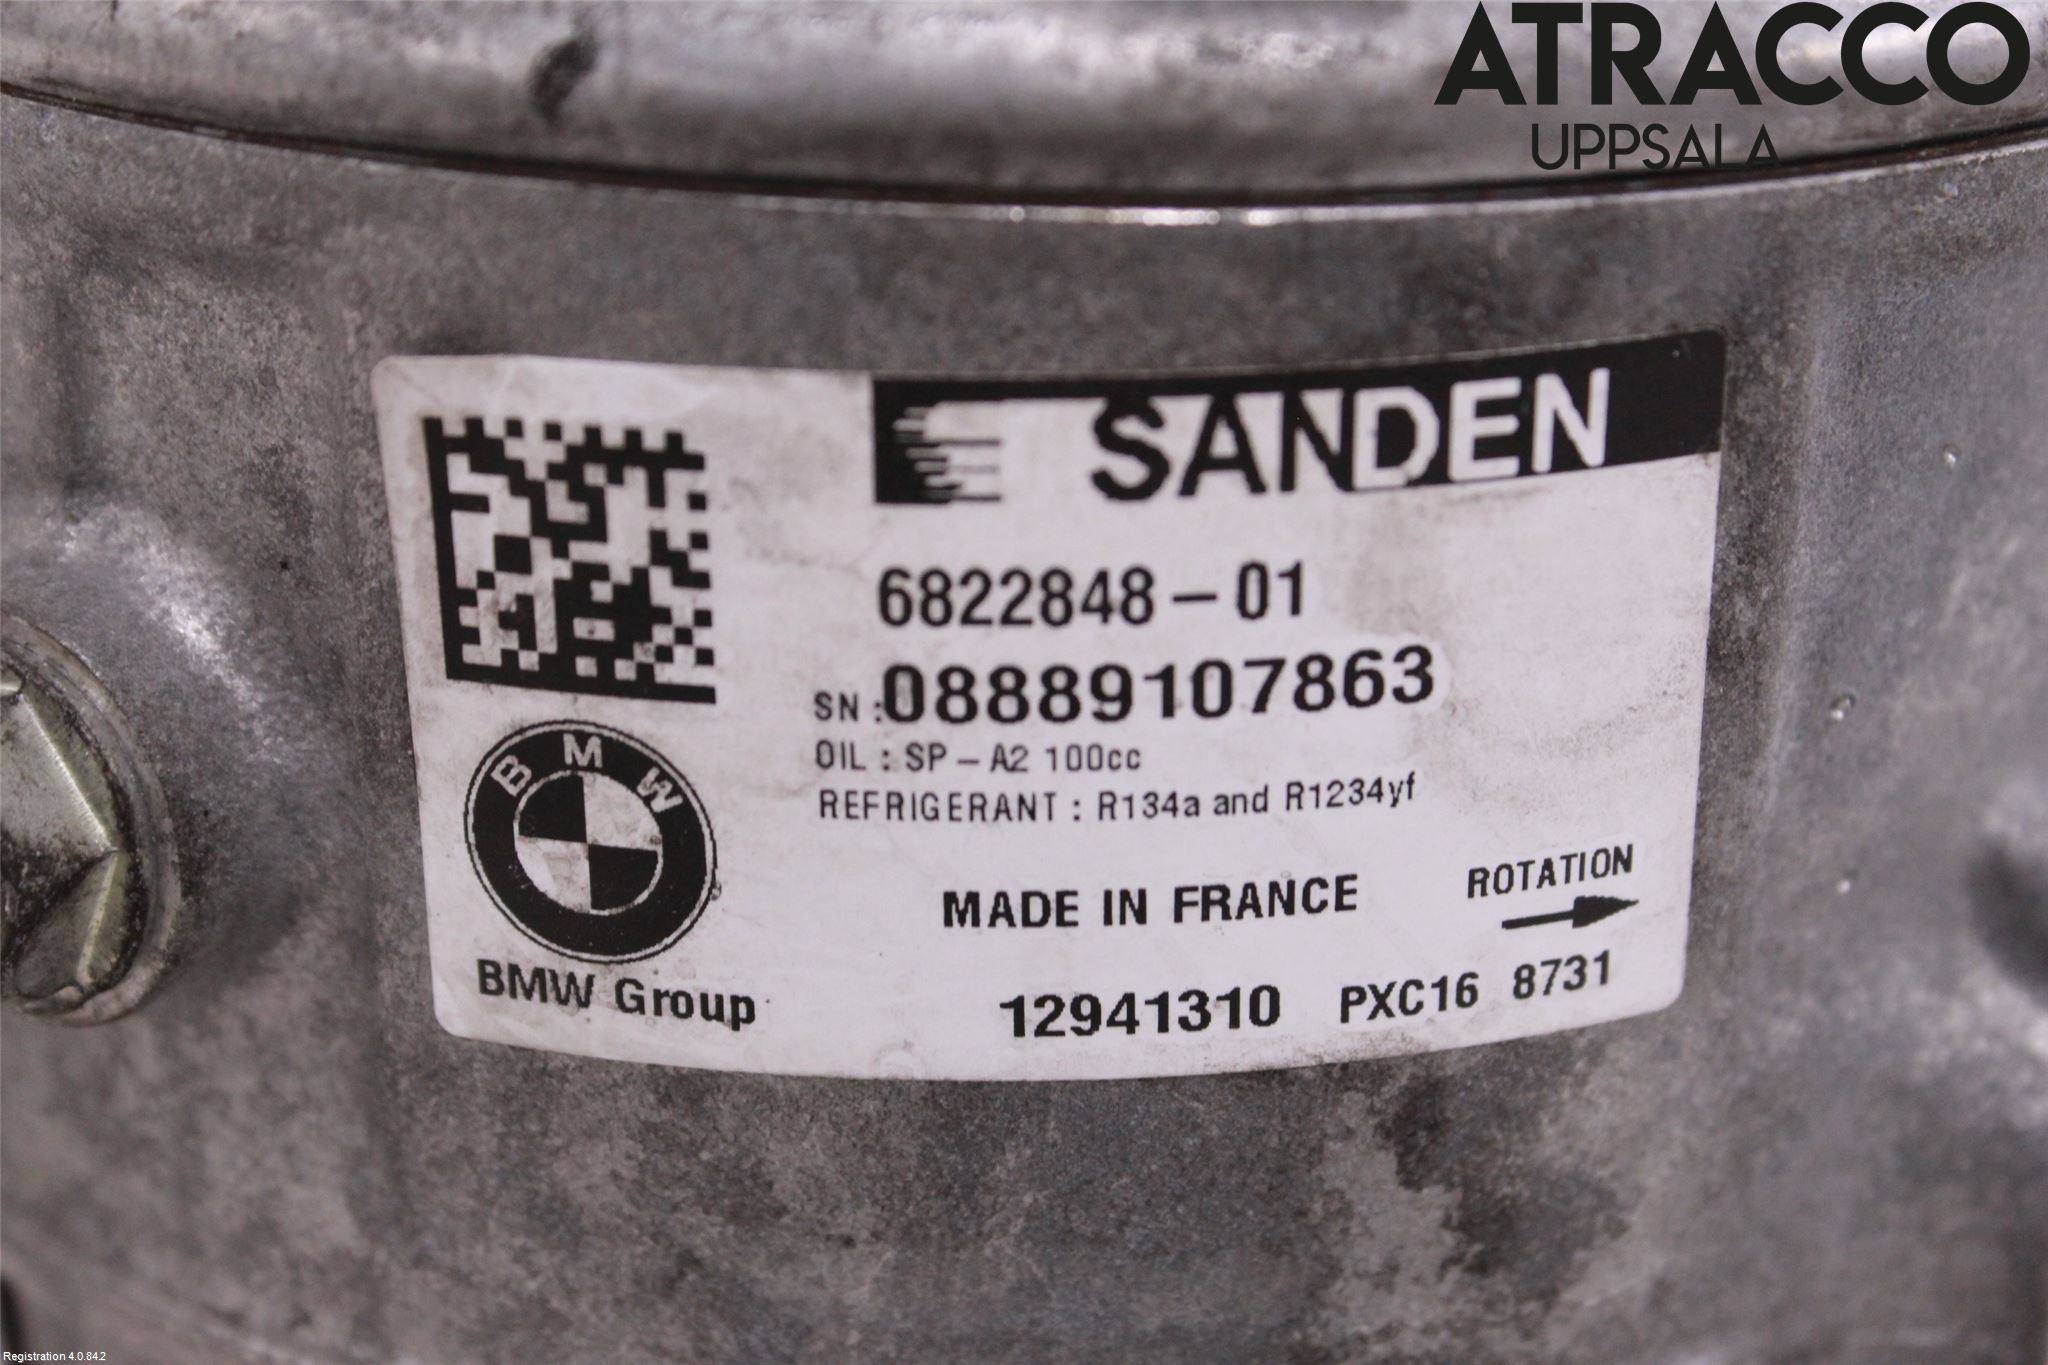 ATRACCO
UPPSALA
SANDEN
6822848-01
SN:08889107863
OIL : SP-A2 100cc
REFRIGERANT : R134a and R1234yf
BMW
MADE IN FRANCE
ROTATION
BMW Group
12941310 PXC16 8731
Registration 4.0.84.2